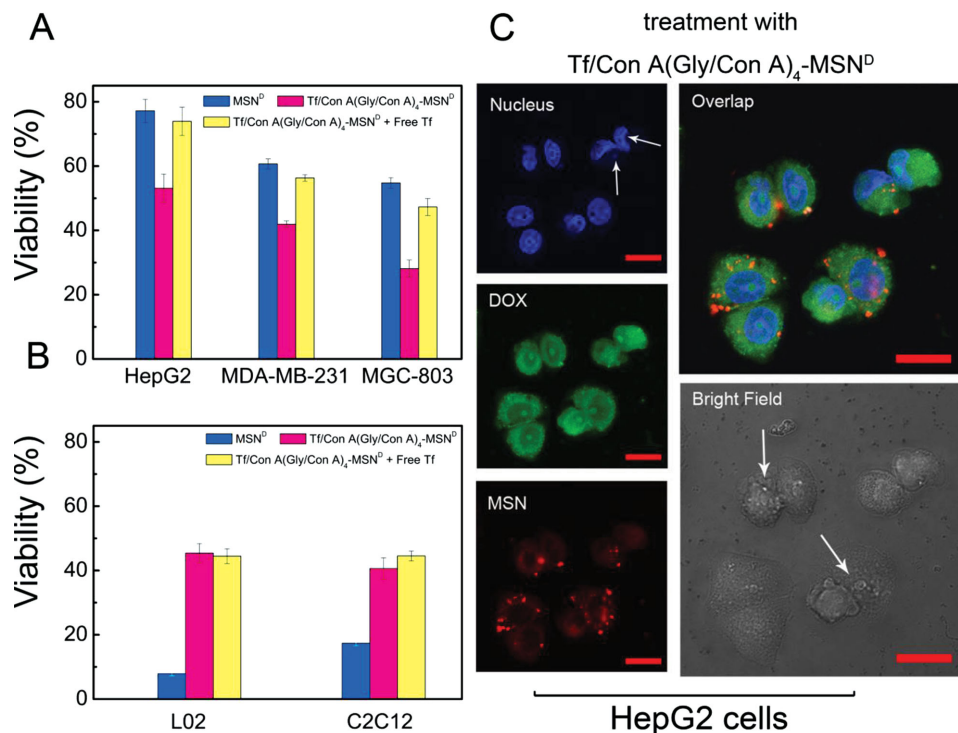 A
Viability (%)
80
60
40
20
0
MSNᴰ
Tf/Con A(Gly/Con A)₄-MSNᴰ
Tf/Con A(Gly/Con A)₄-MSNᴰ + Free Tf
HepG2 MDA-MB-231 MGC-803
B
Viability (%)
80
60
40
20
0
MSNᴰ
Tf/Con A(Gly/Con A)₄-MSNᴰ
Tf/Con A(Gly/Con A)₄-MSNᴰ + Free Tf
L02 C2C12
C
treatment with
Tf/Con A(Gly/Con A)₄-MSNᴰ
Nucleus
Overlap
DOX
Bright Field
MSN
HepG2 cells